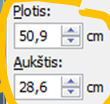 Plotis:
50,9 cm
Aukštis:
28,6 cm